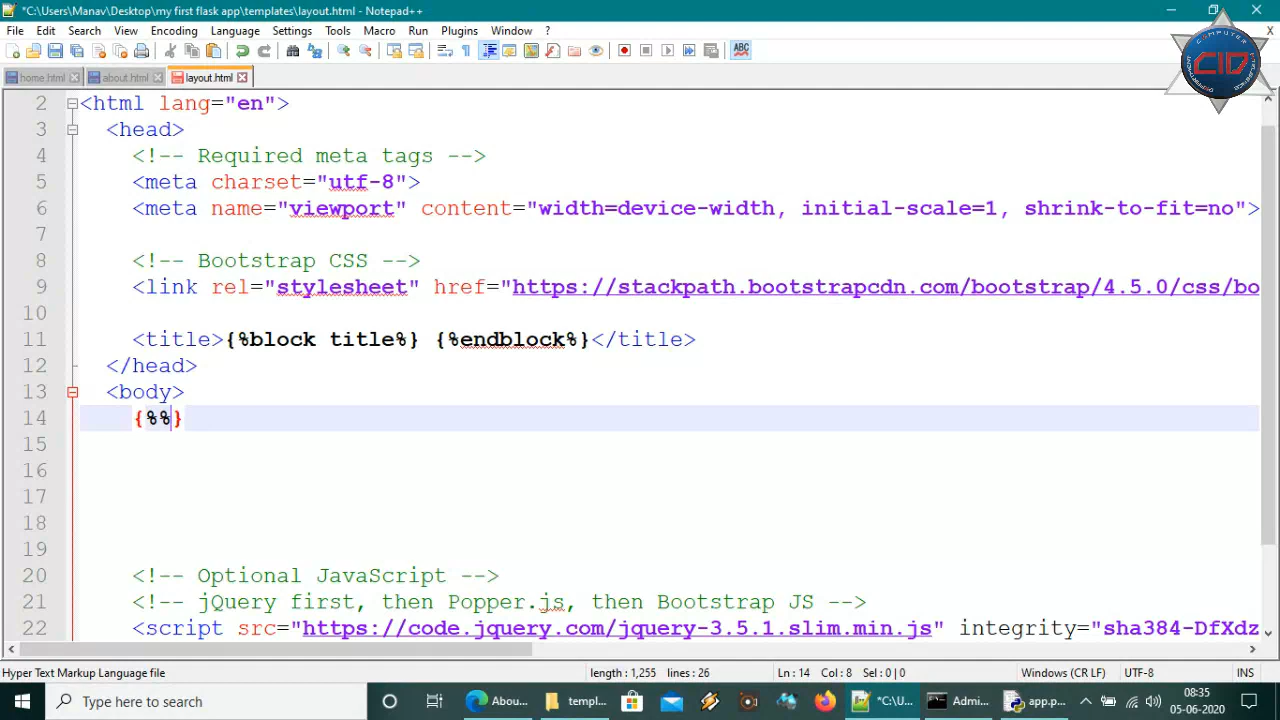 *C:\Users\Manav\Desktop\my first flask app\templates\layout.html - Notepad++
File Edit Search View Encoding Language Settings Tools Macro Run Plugins Window ? X
ABC
home.html about.html layout.html
COMPUTER
CID
2 <html lang="en">
3 <head>
4 <!-- Required meta tags -->
5 <meta charset="utf-8">
6 <meta name="viewport" content="width=device-width, initial-scale=1, shrink-to-fit=no">
7
8 <!-- Bootstrap CSS -->
9 <link rel="stylesheet" href="https://stackpath.bootstrapcdn.com/bootstrap/4.5.0/css/bo
10
11 <title>{%block title%} {%endblock%}</title>
12 </head>
13 <body>
14 {%%}
15
16
17
18
19
20 <!-- Optional JavaScript -->
21 <!-- jQuery first, then Popper.js, then Bootstrap JS -->
22 <script src="https://code.jquery.com/jquery-3.5.1.slim.min.js" integrity="sha384-DfXdz
Hyper Text Markup Language file length : 1,255 lines : 26 Ln : 14 Col : 8 Sel : 0 | 0 Windows (CR LF) UTF-8 INS
Type here to search Abou... templ... *C:\U... Admi... app.p... 08:35
05-06-2020